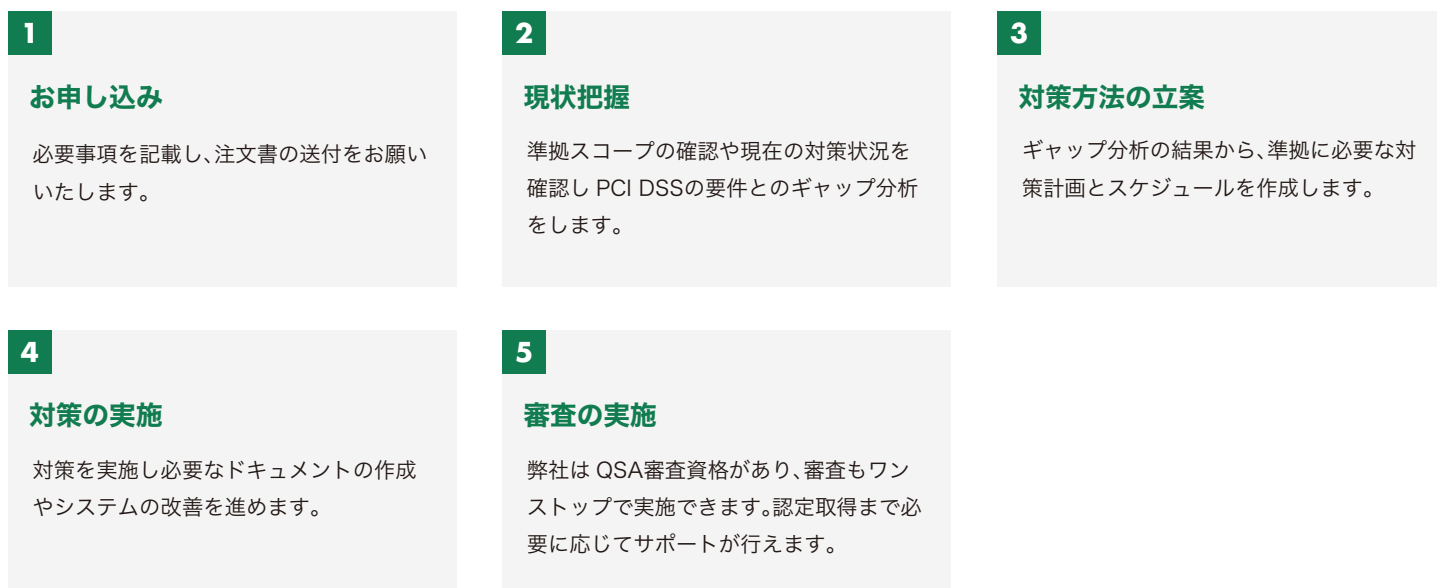 1
お申し込み
必要事項を記載し、注文書の送付をお願い
いたします。
2
現状把握
準拠スコープの確認や現在の対策状況を
確認し PCI DSSの要件とのギャップ分析
をします。
3
対策方法の立案
ギャップ分析の結果から、準拠に必要な対
策計画とスケジュールを作成します。
4
対策の実施
対策を実施し必要なドキュメントの作成
やシステムの改善を進めます。
5
審査の実施
弊社は QSA審査資格があり、審査もワン
ストップで実施できます。認定取得まで必
要に応じてサポートが行えます。